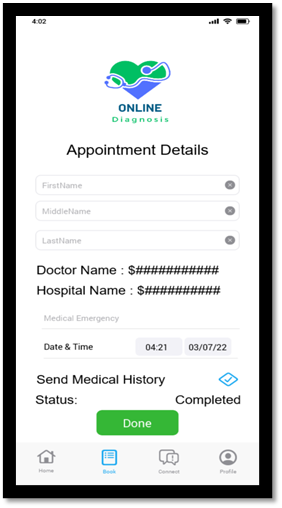 4:02
ONLINE
Diagnosis
Appointment Details
FirstName
MiddleName
LastName
Doctor Name : $###########
Hospital Name : $##########
Medical Emergency
Date & Time 04:21 03/07/22
Send Medical History
Status: Completed
Done
Home Book Connect Profile